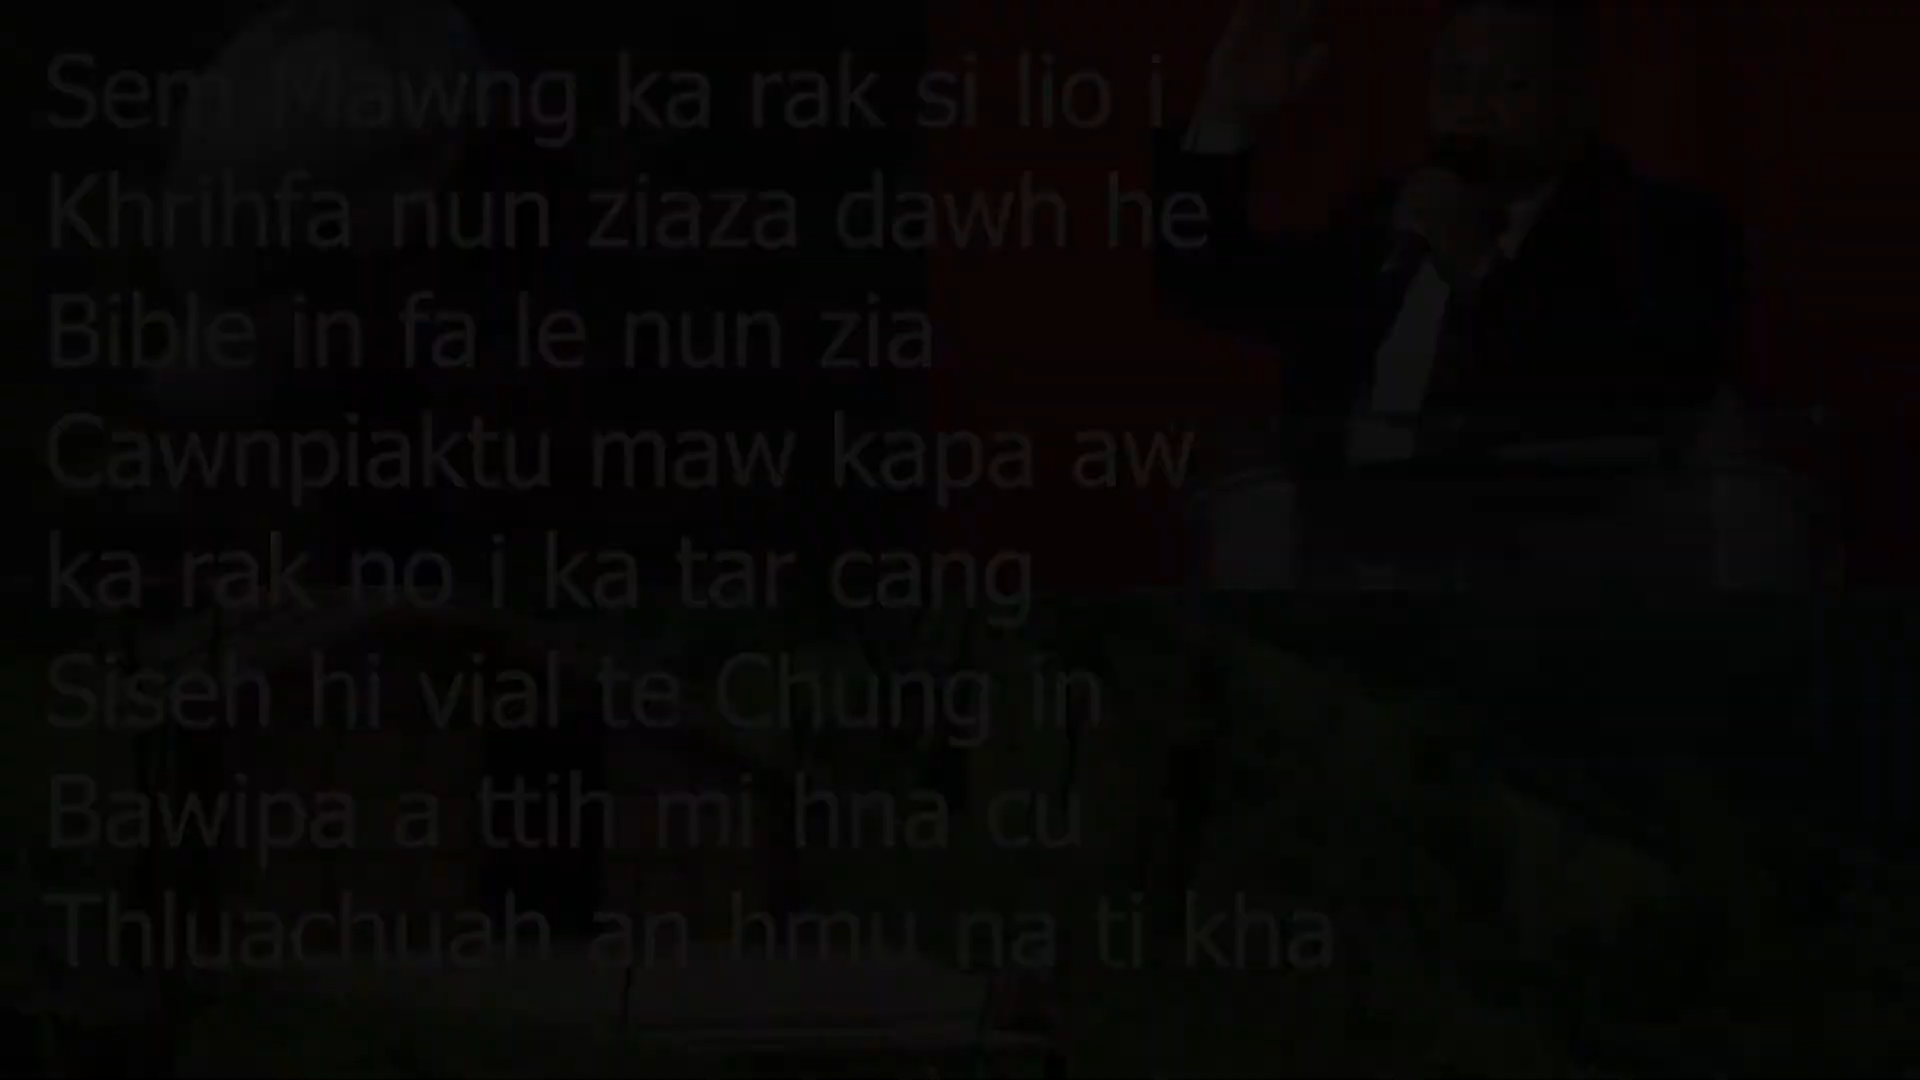 Sem Mawng ka rak si lio i
Khrihfa nun ziaza dawh he
Bible in fa le nun zia
Cawnpiaktu maw kapa aw
ka rak no i ka tar cang
Siseh hi vial te Chung in
Bawipa a ttih mi hna cu
Thluachuah an hmu na ti kha